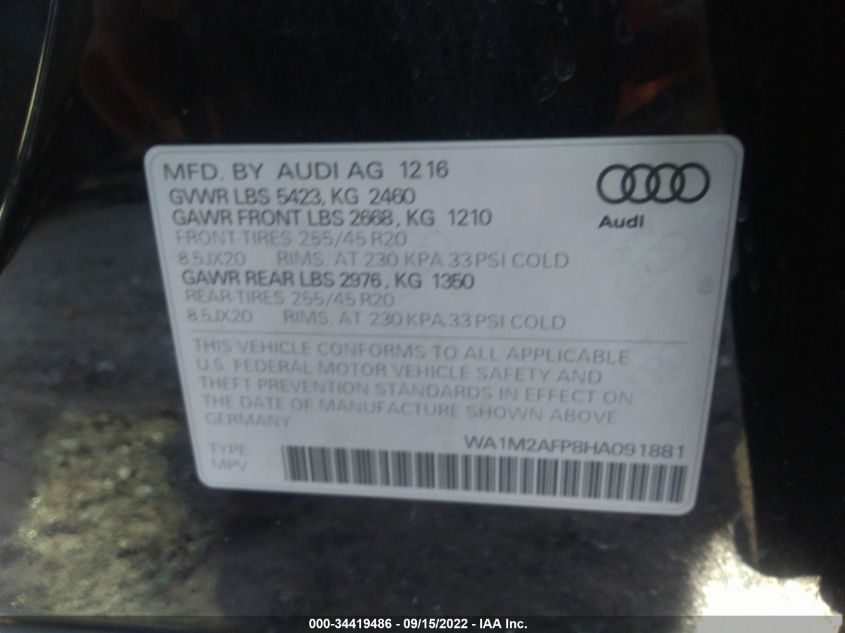 MFD. BY AUDI AG 1216
GVWR LBS 5423, KG 2460
GAWR FRONT LBS 2668, KG 1210
FRONT-TIRES 255/45 R20
8.5JX20 RIMS. AT 230 KPA 33 PSI COLD
GAWR REAR LBS 2976, KG 1350
REAR-TIRES 255/45 R20
8.5JX20 RIMS. AT 230 KPA 33 PSI COLD
Audi
THIS VEHICLE CONFORMS TO ALL APPLICABLE
U.S. FEDERAL MOTOR VEHICLE SAFETY AND
THEFT PREVENTION STANDARDS IN EFFECT ON
THE DATE OF MANUFACTURE SHOWN ABOVE
GERMANY
WA1M2AFP8HA091881
TYPE
MPV
000-34419486 - 09/15/2022 - IAA Inc.